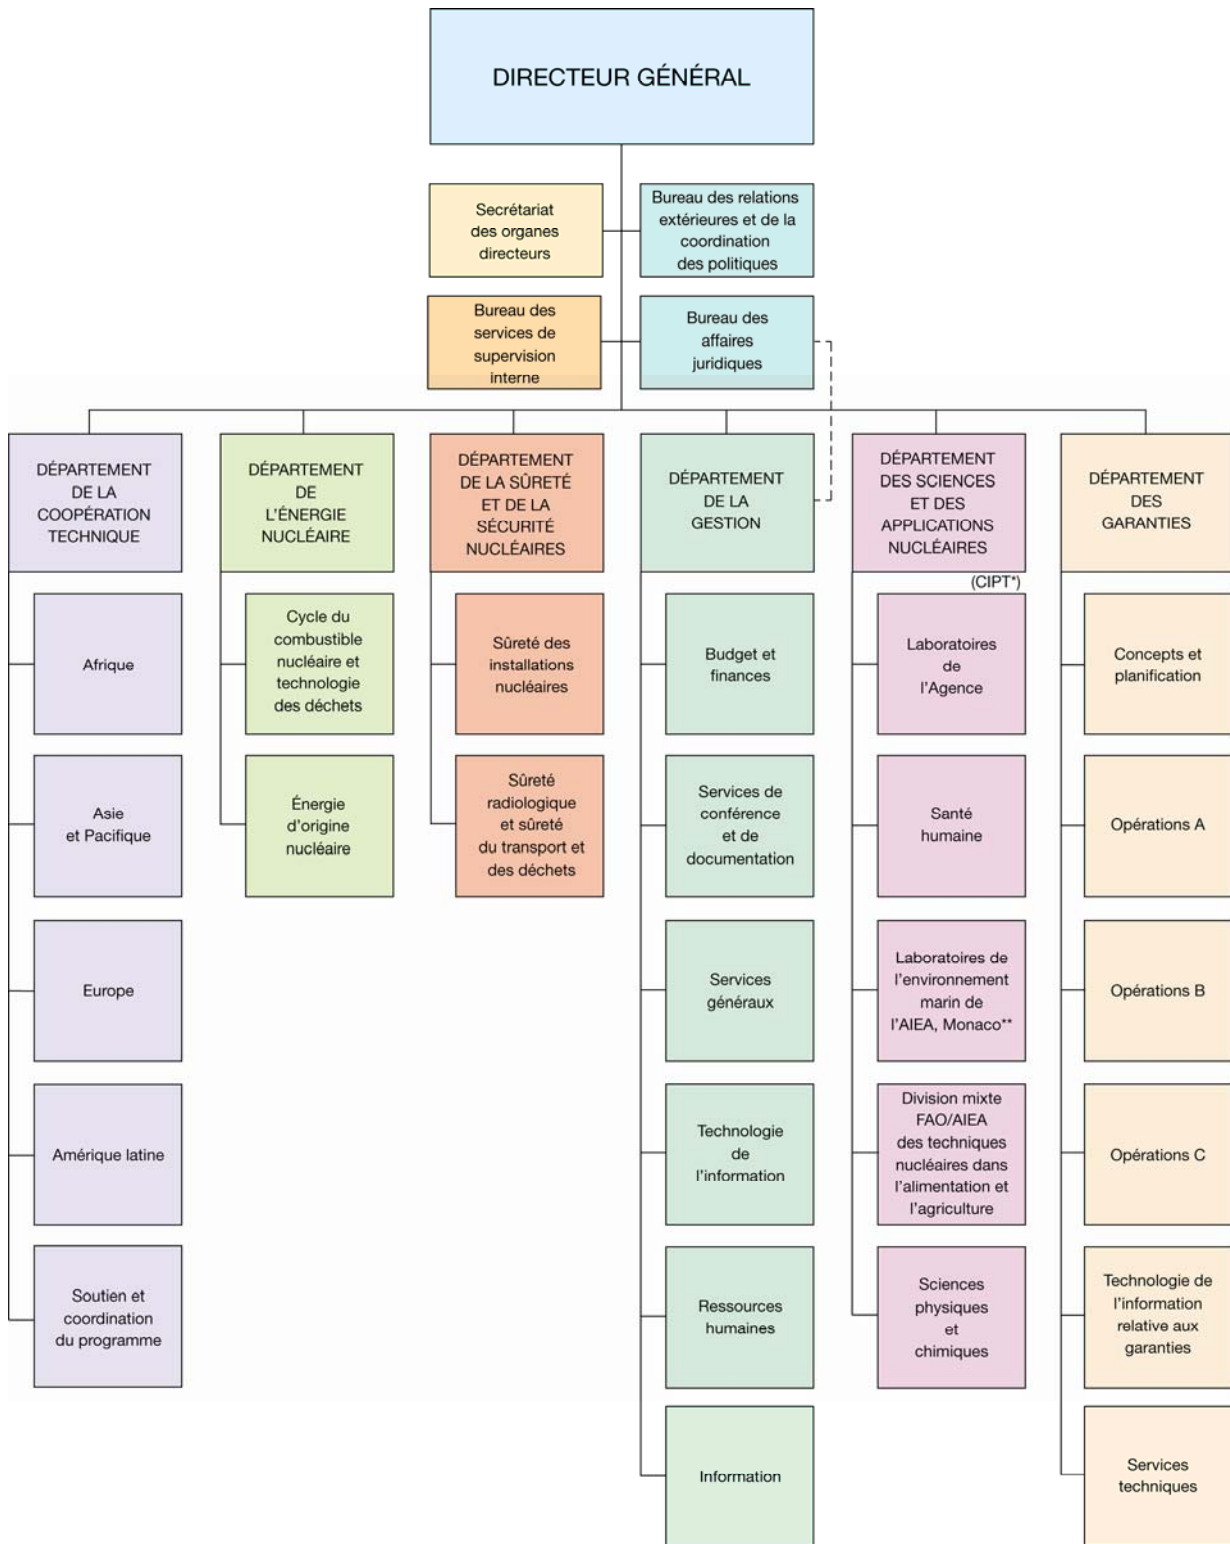 DIRECTEUR GÉNÉRAL
Secrétariat
des organes
directeurs
Bureau des relations
extérieures et de la
coordination
des politiques
Bureau des
services de
supervision
interne
Bureau des
affaires
juridiques
DÉPARTEMENT
DE LA
COOPÉRATION
TECHNIQUE
DÉPARTEMENT
DE
L'ÉNERGIE
NUCLÉAIRE
DÉPARTEMENT
DE LA SÛRETÉ
ET DE LA
SÉCURITÉ
NUCLÉAIRES
DÉPARTEMENT
DE LA
GESTION
DÉPARTEMENT
DES SCIENCES
ET DES
APPLICATIONS
NUCLÉAIRES
DÉPARTEMENT
DES
GARANTIES
(CIPT*)
Afrique
Asie
et Pacifique
Europe
Amérique latine
Soutien et
coordination
du programme
Cycle du
combustible
nucléaire et
technologie
des déchets
Énergie
d'origine
nucléaire
Sûreté des
installations
nucléaires
Sûreté
radiologique
et sûreté
du transport et
des déchets
Budget et
finances
Services de
conférence
et de
documentation
Services
généraux
Technologie
de
l'information
Ressources
humaines
Information
Laboratoires
de
l'Agence
Santé
humaine
Laboratoires de
l'environnement
marin de
l'AIEA, Monaco**
Division mixte
FAO/AIEA
des techniques
nucléaires dans
l'alimentation et
l'agriculture
Sciences
physiques
et
chimiques
Concepts et
planification
Opérations A
Opérations B
Opérations C
Technologie de
l'information
relative aux
garanties
Services
techniques